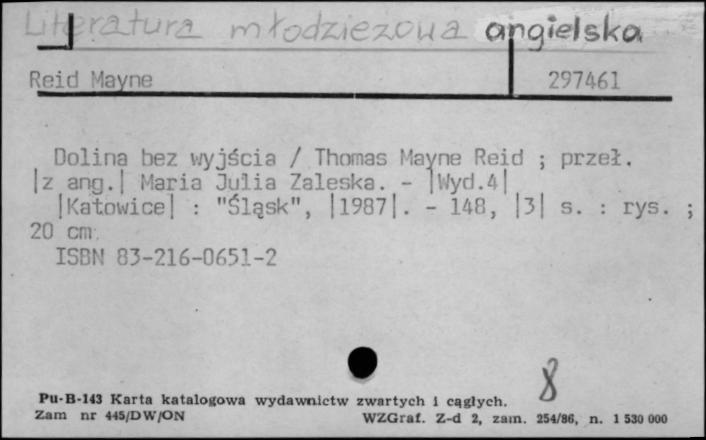 Literatura młodzieżowa angielska
Reid Mayne 297461
Dolina bez wyjścia / Thomas Mayne Reid ; przeł.
|z ang.| Maria Julia Zaleska. - |Wyd.4|
|Katowice| : "Śląsk", |1987|. - 148, |3| s. : rys. ;
20 cm.
ISBN 83-216-0651-2
8
Pu-B-143 Karta katalogowa wydawnictw zwartych i ciągłych.
Zam nr 445/DW/ON WZGraf. Z-d 2, zam. 254/86, n. 1 530 000